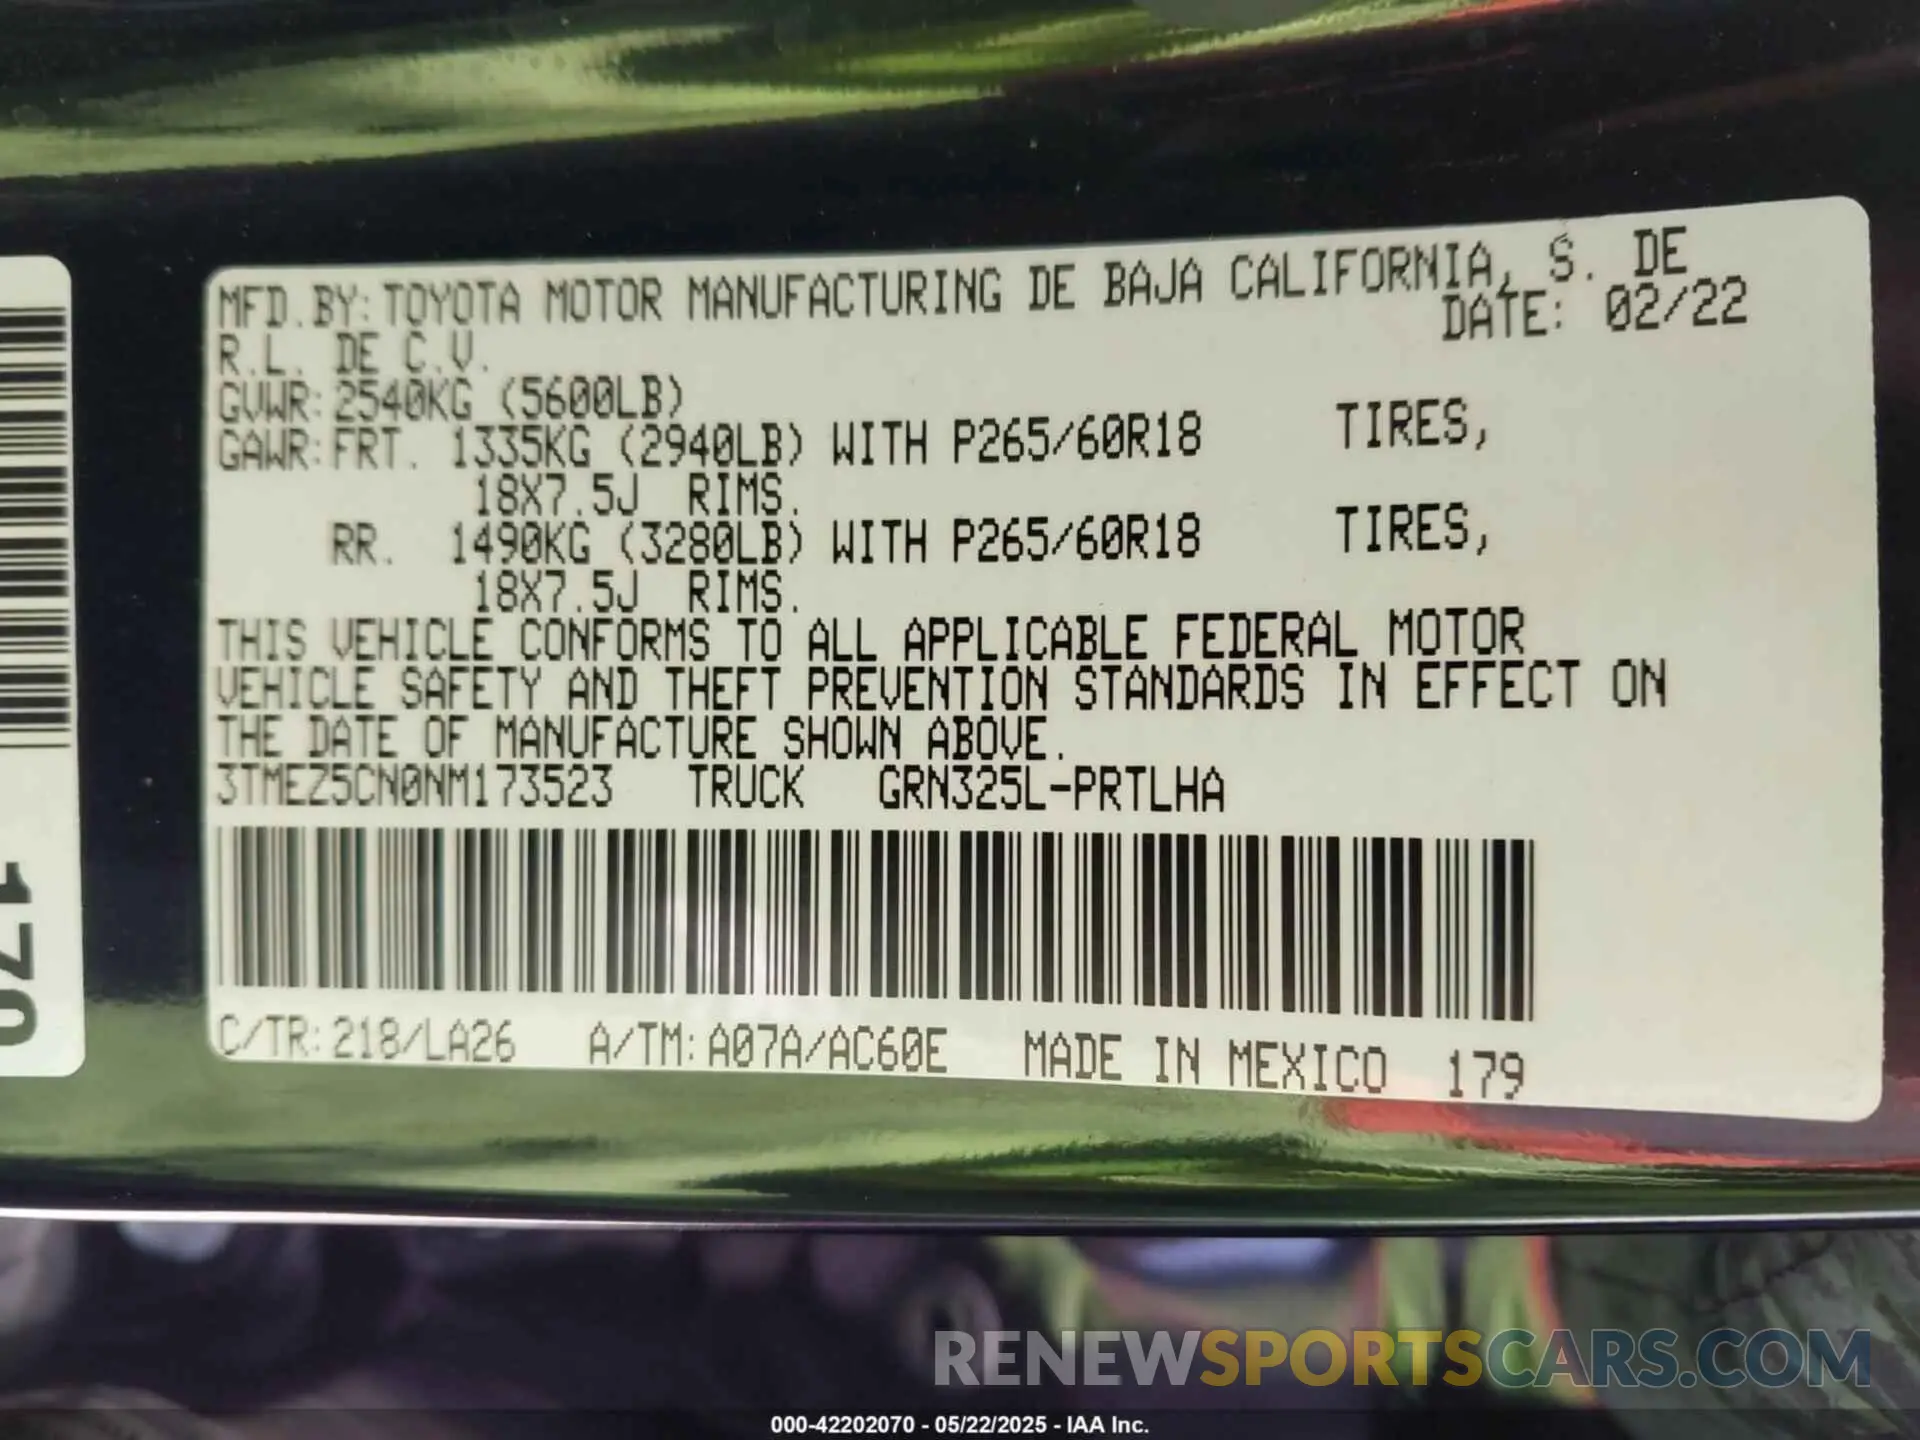 MFD.BY:TOYOTA MOTOR MANUFACTURING DE BAJA CALIFORNIA, S. DE
R.L. DE C.V. DATE: 02/22
GVWR:2540KG (5600LB)
GAWR:FRT. 1335KG (2940LB) WITH P265/60R18 TIRES,
18X7.5J RIMS.
RR. 1490KG (3280LB) WITH P265/60R18 TIRES,
18X7.5J RIMS.
THIS VEHICLE CONFORMS TO ALL APPLICABLE FEDERAL MOTOR
VEHICLE SAFETY AND THEFT PREVENTION STANDARDS IN EFFECT ON
THE DATE OF MANUFACTURE SHOWN ABOVE.
3TMEZ5CN0NM173523 TRUCK GRN325L-PRTLHA
C/TR:218/LA26 A/TM:A07A/AC60E MADE IN MEXICO 179
RENEWSPORTSCARS.COM
000-42202070 - 05/22/2025 - IAA Inc.